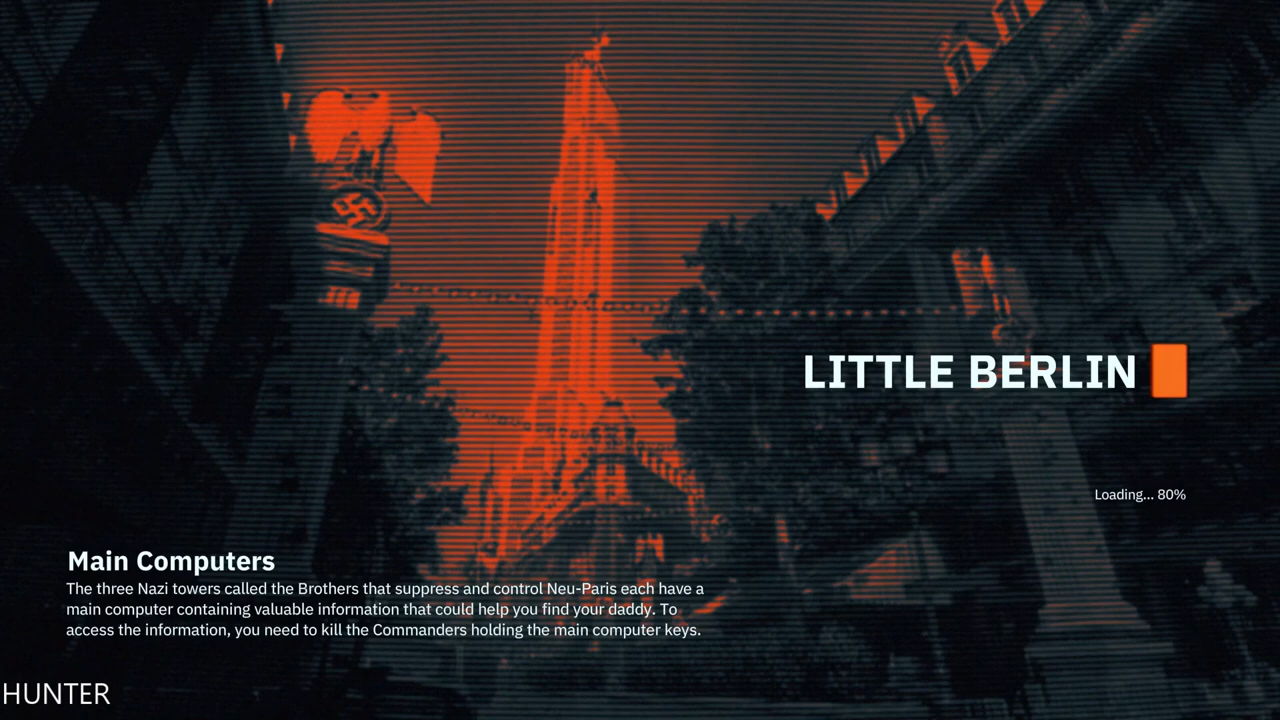 LITTLE BERLIN
Loading... 80%
Main Computers
The three Nazi towers called the Brothers that suppress and control Neu-Paris each have a
main computer containing valuable information that could help you find your daddy. To
access the information, you need to kill the Commanders holding the main computer keys.
HUNTER